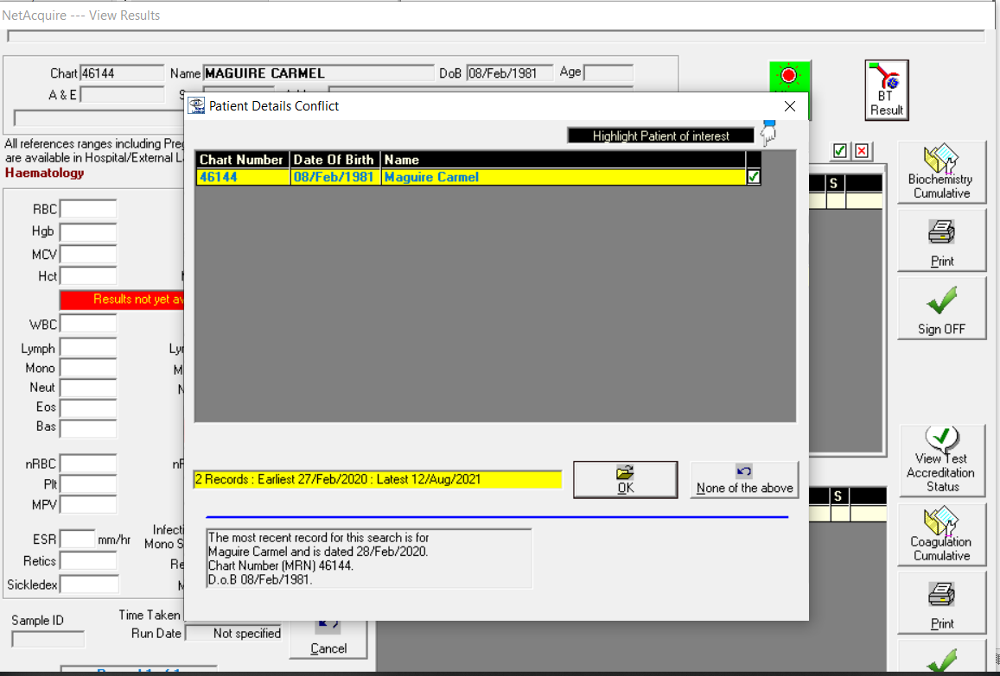 NetAcquire --- View Results
Chart 46144 Name MAGUIRE CARMEL DoB 08/Feb/1981 Age
A & E
BT
Result
Patient Details Conflict
Highlight Patient of interest
Chart Number Date Of Birth Name
46144 08/Feb/1981 Maguire Carmel
All references ranges including
are available in Hospital/External
Haematology
RBC
Hgb
MCV
Hct
Results not yet
WBC
Lymph
Mono
Neut
Eos
Bas
nRBC
Plt
MPV
ESR mm/hr
Retics
Sickledex
Mono
2 Records : Earliest 27/Feb/2020 : Latest 12/Aug/2021
OK
None of the above
The most recent record for this search is for
Maguire Carmel and is dated 28/Feb/2020.
Chart Number (MRN) 46144.
D.o.B 08/Feb/1981.
Sample ID
Time Taken
Run Date Not specified
Cancel
S
S
Biochemistry
Cumulative
Print
Sign OFF
View Test
Accreditation
Status
Coagulation
Cumulative
Print